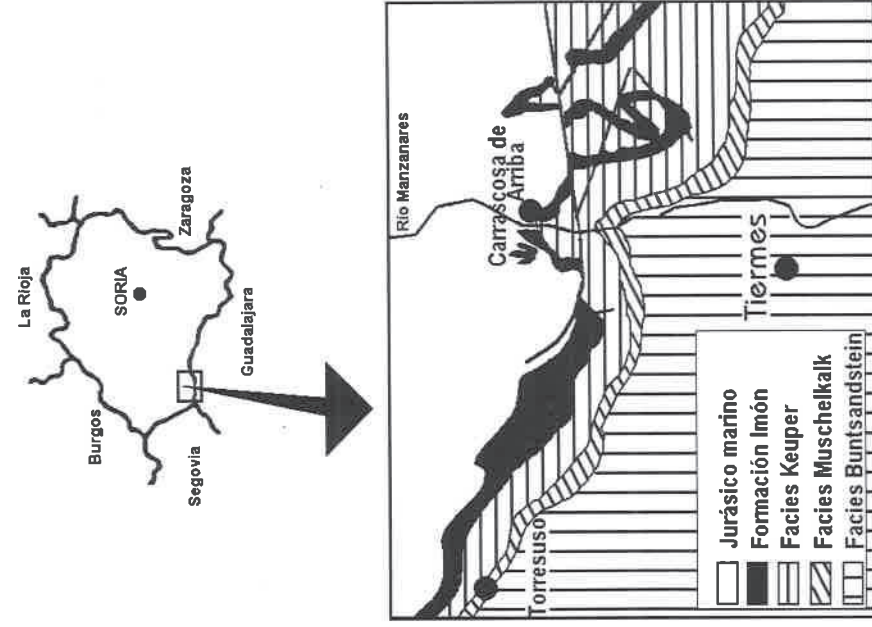 La Rioja
Burgos
SORIA
Zaragoza
Segovia
Guadalajara
Río Manzanares
Carrascosa de
Arriba
Torresuso
Tiermes
Jurásico marino
Formación Imón
Facies Keuper
Facies Muschelkalk
Facies Buntsandstein